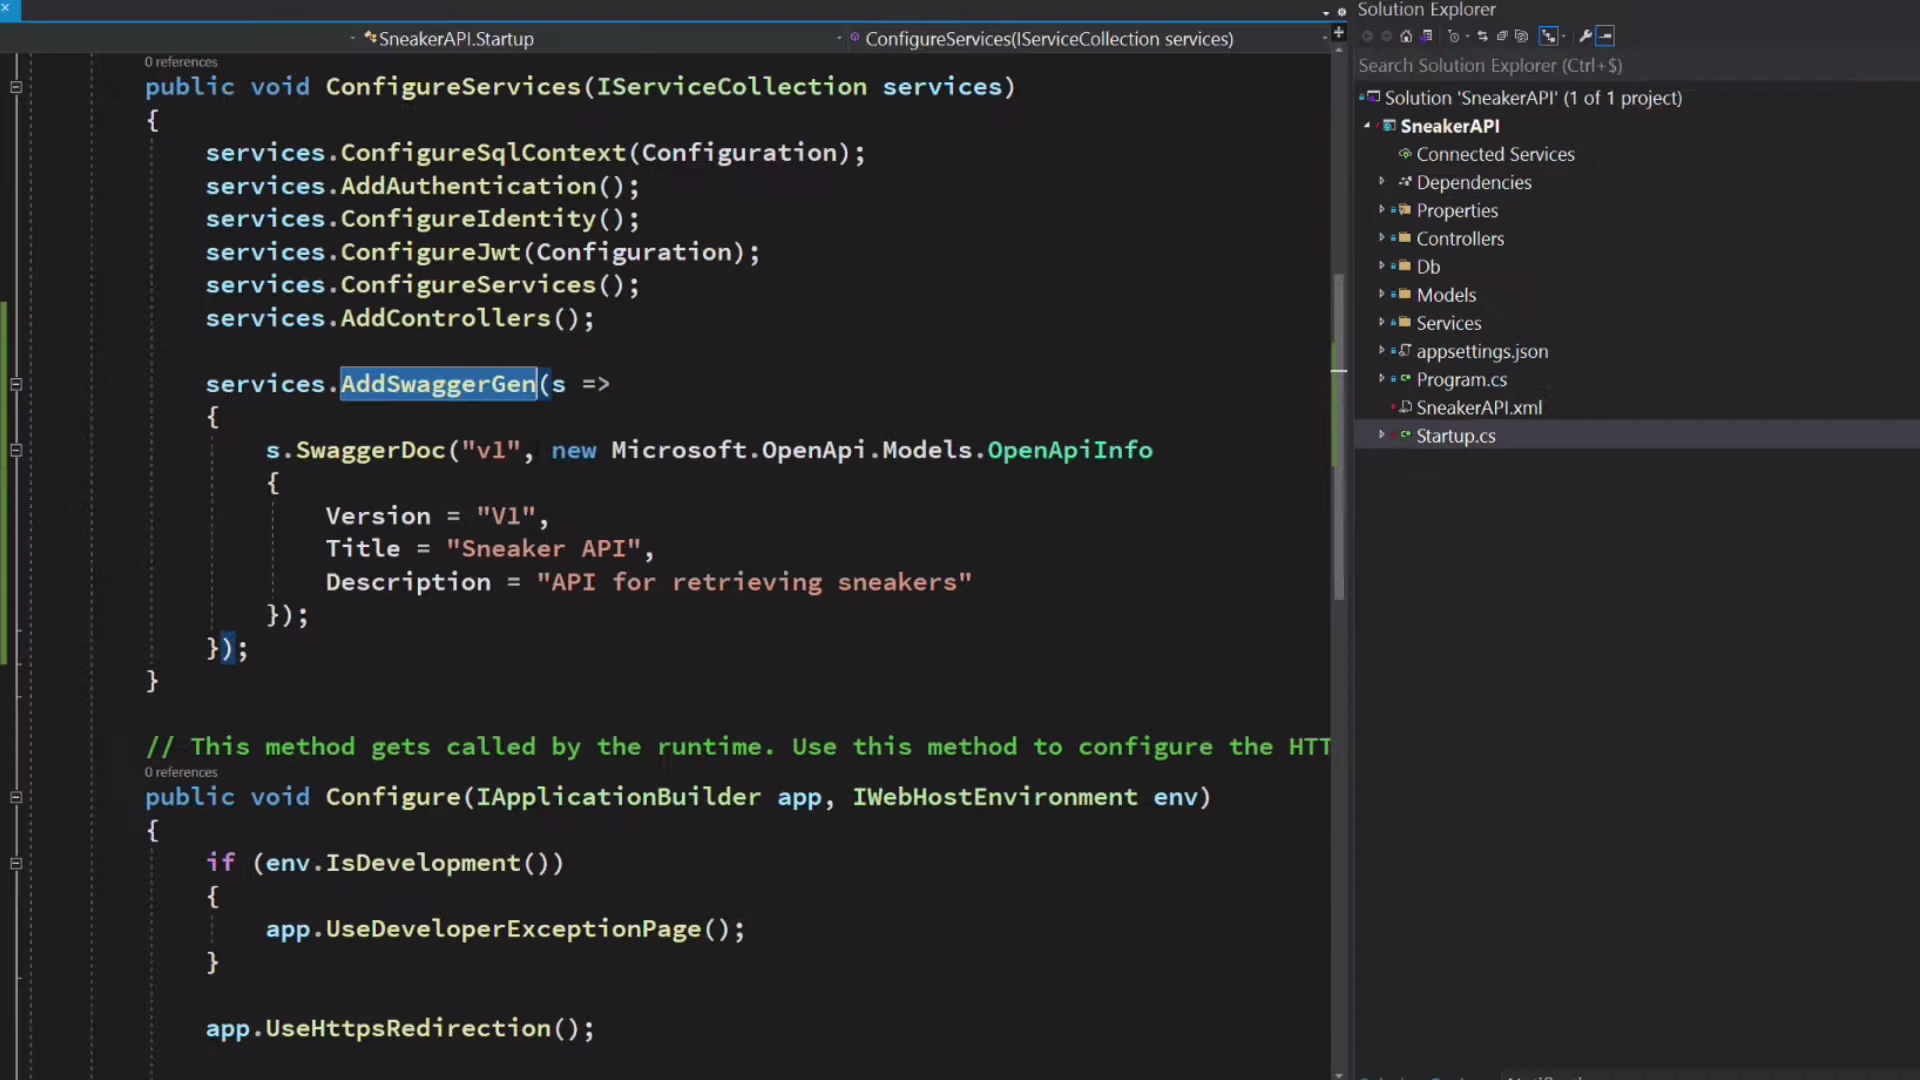 SneakerAPI.Startup
ConfigureServices(IServiceCollection services)
0 references
public void ConfigureServices(IServiceCollection services)
{
services.ConfigureSqlContext(Configuration);
services.AddAuthentication();
services.ConfigureIdentity();
services.ConfigureJwt(Configuration);
services.ConfigureServices();
services.AddControllers();
services.AddSwaggerGen(s =>
{
s.SwaggerDoc("v1", new Microsoft.OpenApi.Models.OpenApiInfo
{
Version = "V1",
Title = "Sneaker API",
Description = "API for retrieving sneakers"
});
});
}
// This method gets called by the runtime. Use this method to configure the HTT
0 references
public void Configure(IApplicationBuilder app, IWebHostEnvironment env)
{
if (env.IsDevelopment())
{
app.UseDeveloperExceptionPage();
}
app.UseHttpsRedirection();
Solution Explorer
Search Solution Explorer (Ctrl+$)
Solution 'SneakerAPI' (1 of 1 project)
SneakerAPI
Connected Services
Dependencies
Properties
Controllers
Db
Models
Services
appsettings.json
Program.cs
SneakerAPI.xml
Startup.cs